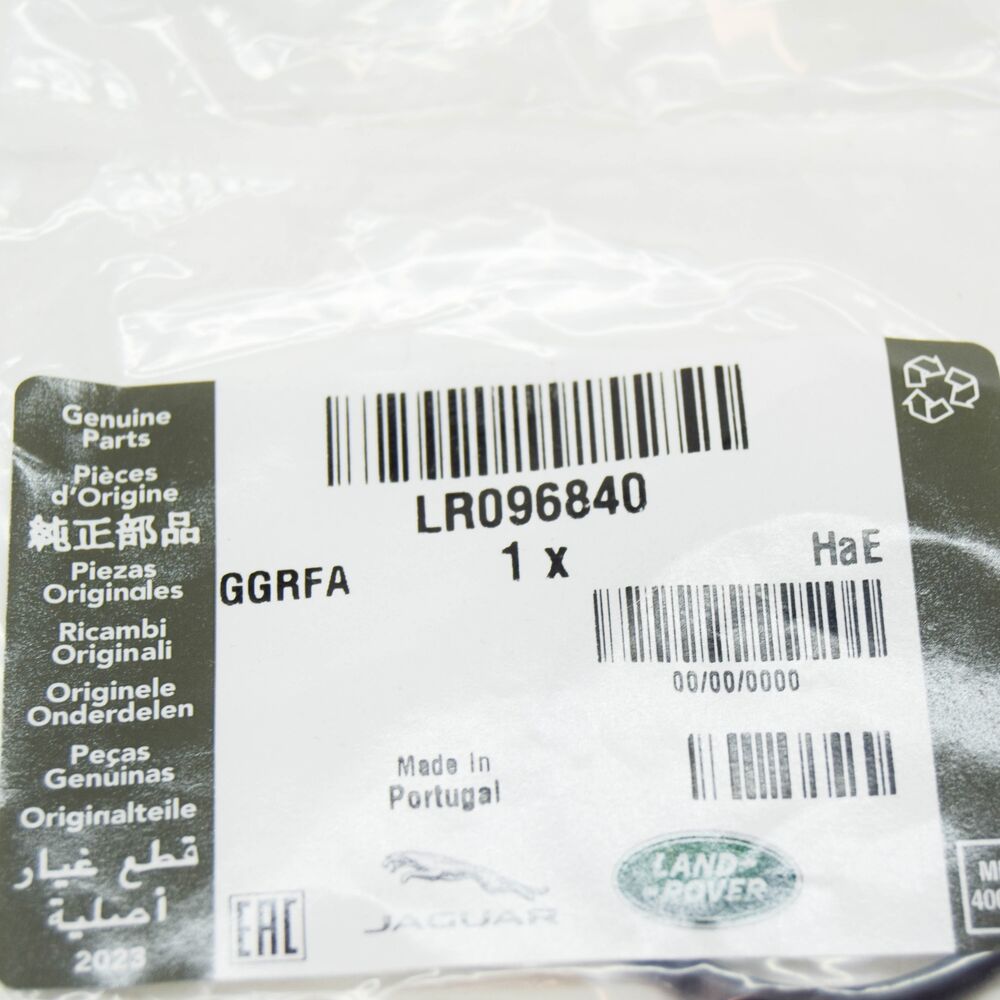 Genuine
Parts
Pièces
d'Origine
純正部品
Piezas
Originales
Ricambi
Originali
Originele
Onderdelen
Peças
Genuinas
Originalteile
قطع غيار
أصلية
2023
LR096840
1 x
HaE
GGRFA
00/00/0000
Made In
Portugal
EAC
JAGUAR
LAND
ROVER